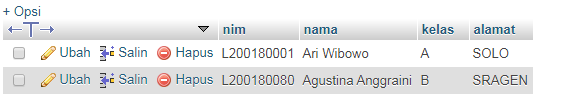 + Opsi
nim nama kelas alamat
Ubah Salin Hapus L200180001 Ari Wibowo A SOLO
Ubah Salin Hapus L200180080 Agustina Anggraini B SRAGEN